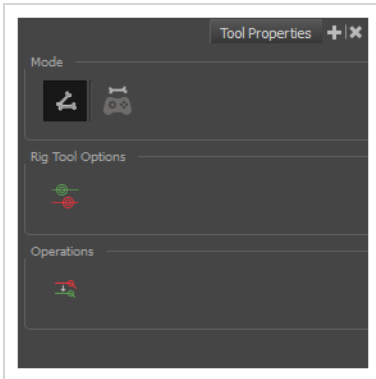 Tool Properties
Mode
Rig Tool Options
Operations